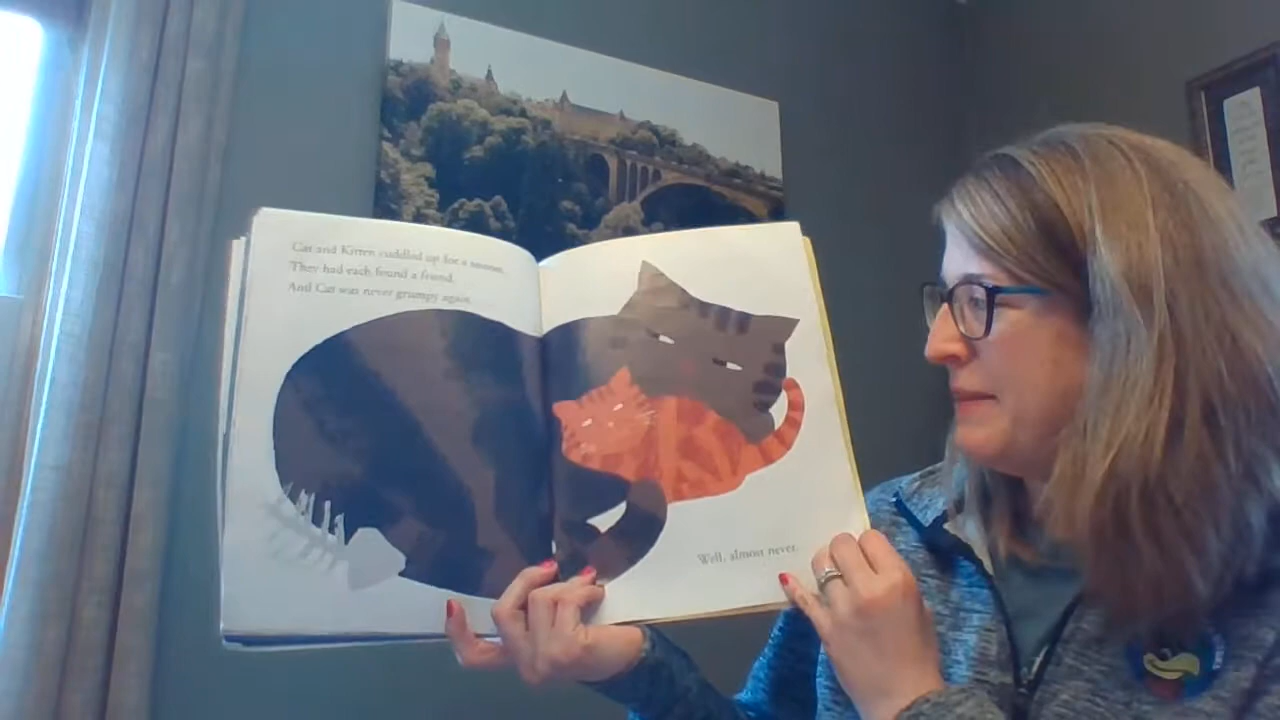 Cat and Kitten cuddled up for a snooze.
They had each found a friend.
And Cat was never grumpy again.
Well, almost never.